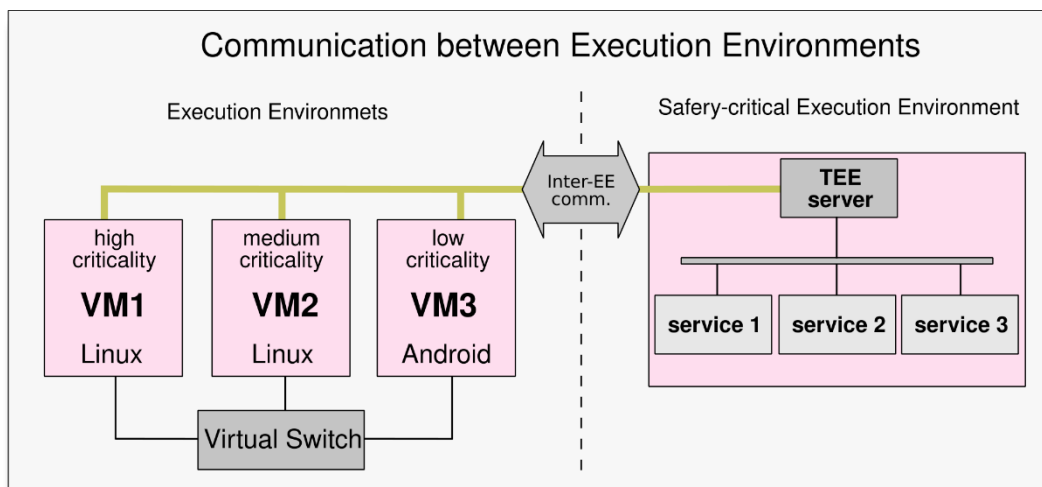 Communication between Execution Environments
Execution Environmets
Safery-critical Execution Environment
Inter-EE
comm.
TEE
server
high
criticality
VM1
Linux
medium
criticality
VM2
Linux
low
criticality
VM3
Android
service 1
service 2
service 3
Virtual Switch